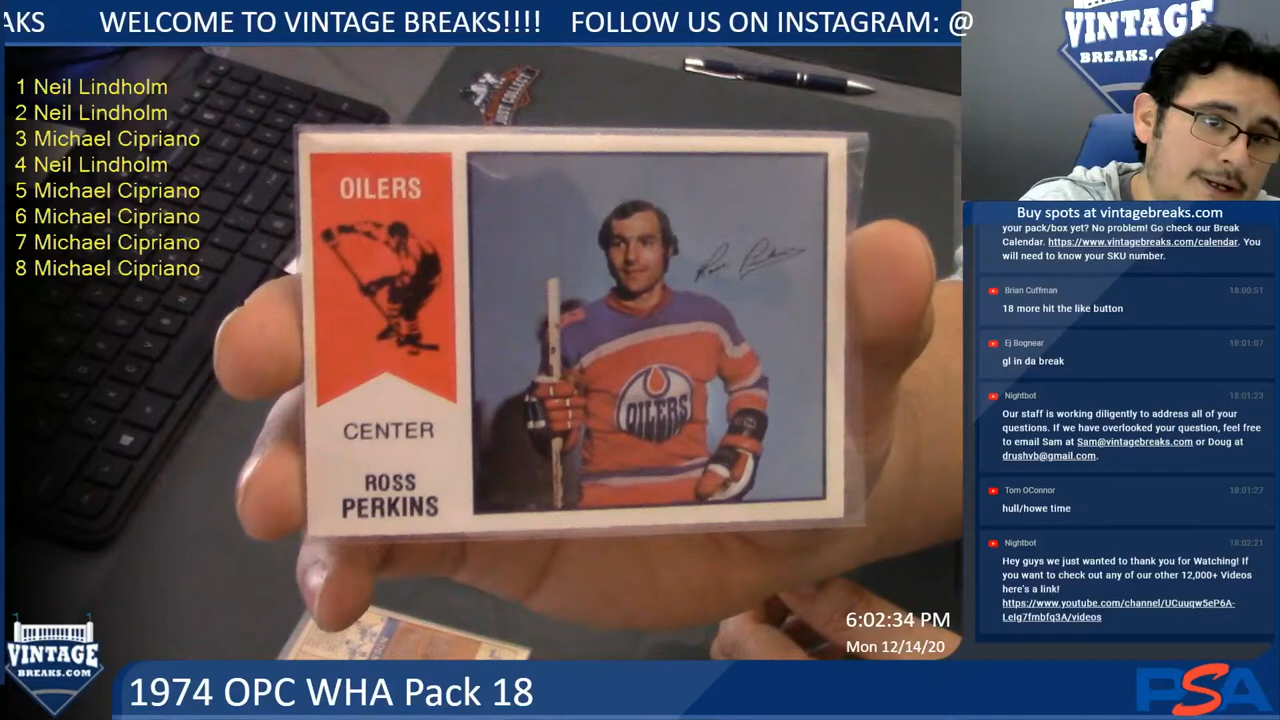 AKS WELCOME TO VINTAGE BREAKS!!!! FOLLOW US ON INSTAGRAM: @
1 Neil Lindholm
2 Neil Lindholm
3 Michael Cipriano
4 Neil Lindholm
5 Michael Cipriano
6 Michael Cipriano
7 Michael Cipriano
8 Michael Cipriano
JUST COLLECT
OILERS
CENTER
ROSS
PERKINS
Ross Perkins
OILERS
VINTAGE
BREAKS.C
Buy spots at vintagebreaks.com
your pack/box yet? No problem! Go check our Break
Calendar. https://www.vintagebreaks.com/calendar. You
will need to know your SKU number.
Brian Cuffman 18:00:51
18 more hit the like button
Ej Bognear 18:01:07
gl in da break
Nightbot 18:01:23
Our staff is working diligently to address all of your
questions. If we have overlooked your question, feel free
to email Sam at Sam@vintagebreaks.com or Doug at
drushvb@gmail.com.
Tom OConnor 18:01:27
hull/howe time
Nightbot 18:02:21
Hey guys we just wanted to thank you for Watching! If
you want to check out any of our other 12,000+ Videos
here's a link!
https://www.youtube.com/channel/UCuuqw5eP6A-
LeIg7fmbfq3A/videos
6:02:34 PM
Mon 12/14/20
VINTAGE
BREAKS.COM
1974 OPC WHA Pack 18
PSA